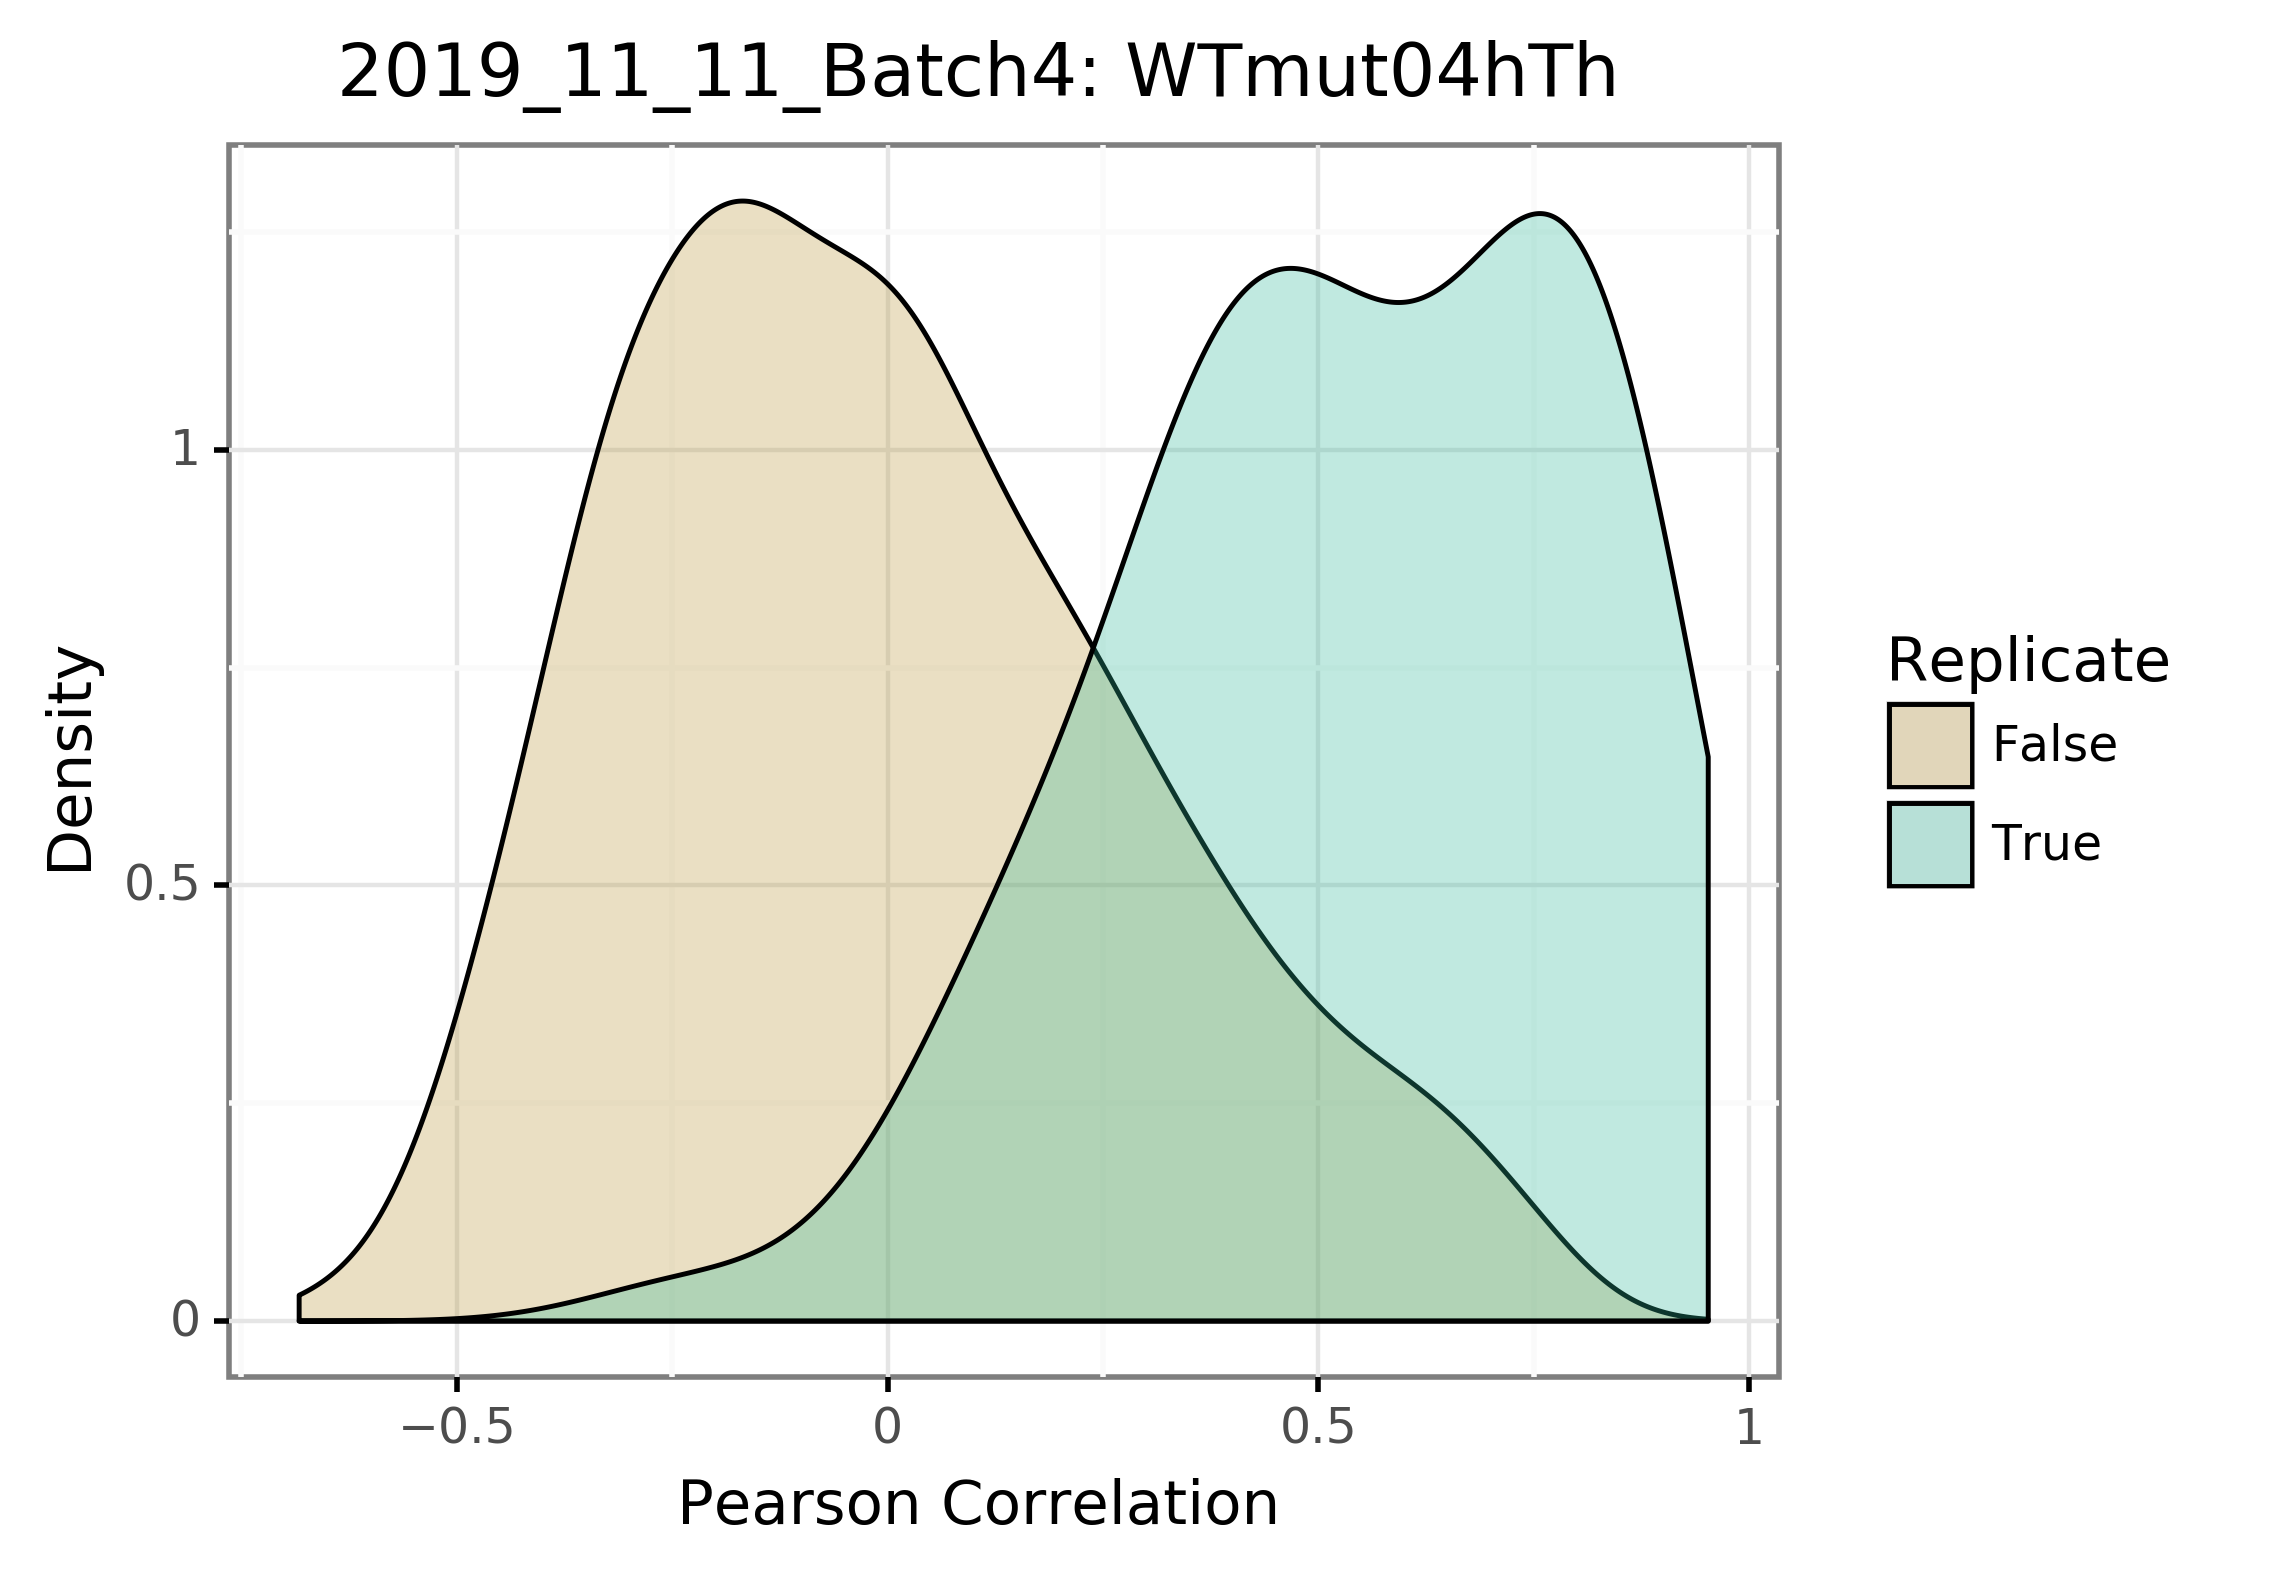 2019_11_11_Batch4: WTmut04hTh
Density
1
0.5
0
−0.5
0
0.5
1
Pearson Correlation
Replicate
False
True